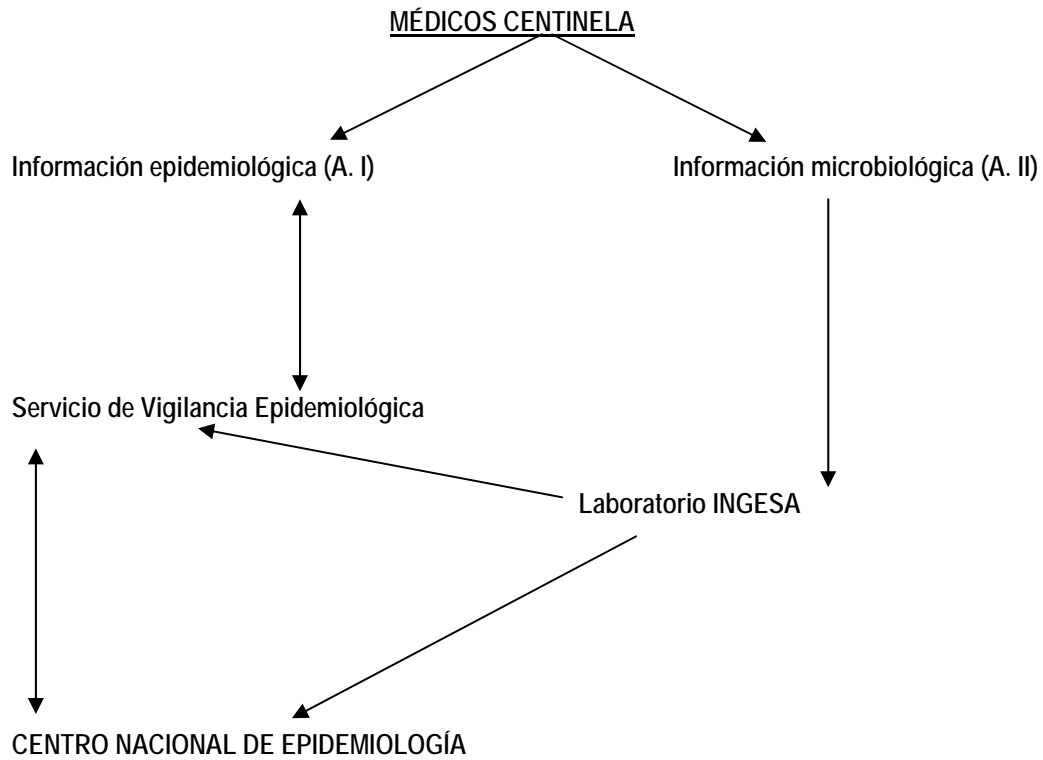 MÉDICOS CENTINELA
Información epidemiológica (A. I)
Información microbiológica (A. II)
Servicio de Vigilancia Epidemiológica
Laboratorio INGESA
CENTRO NACIONAL DE EPIDEMIOLOGÍA